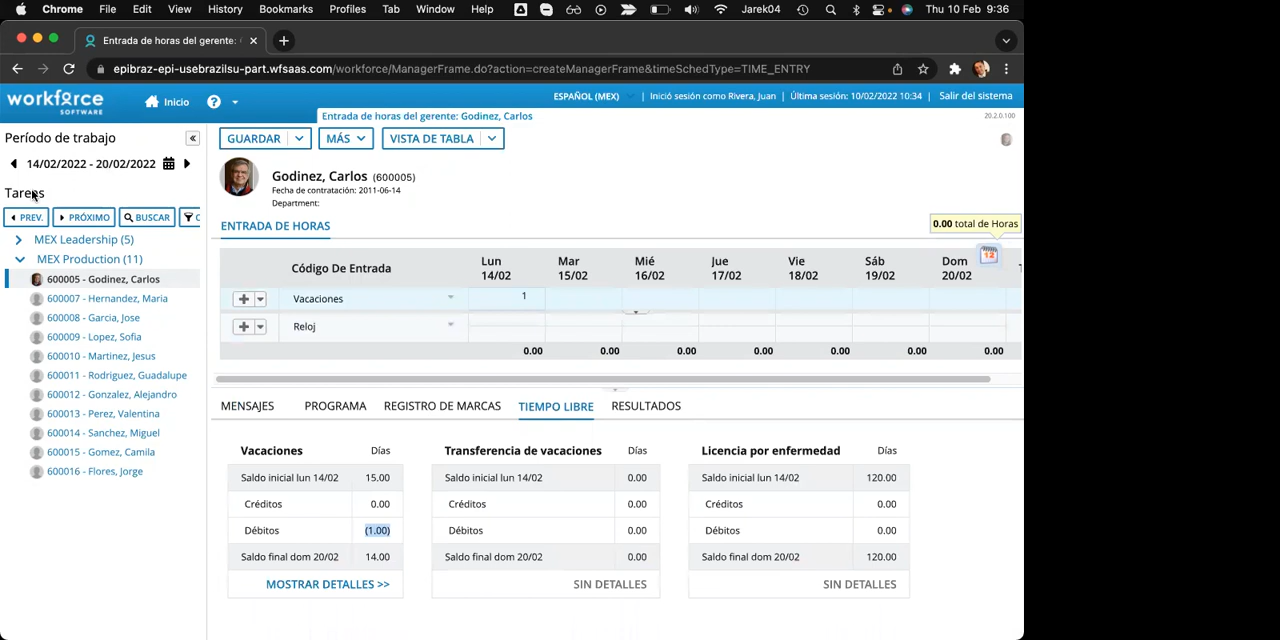 Chrome File Edit View History Bookmarks Profiles Tab Window Help Jarek04 Thu 10 Feb 9:36
Entrada de horas del gerente:
epibraz-epi-usebrazilsu-part.wfsaas.com/workforce/ManagerFrame.do?action=createManagerFrame&timeSchedType=TIME_ENTRY
workforce SOFTWARE
Inicio
ESPAÑOL (MEX) | Inició sesión como Rivera, Juan | Última sesión: 10/02/2022 10:34 | Salir del sistema
Entrada de horas del gerente: Godinez, Carlos
20.2.0.100
Período de trabajo
14/02/2022 - 20/02/2022
Tareas
PREV. PRÓXIMO BUSCAR C
MEX Leadership (5)
MEX Production (11)
600005 - Godinez, Carlos
600007 - Hernandez, Maria
600008 - Garcia, Jose
600009 - Lopez, Sofia
600010 - Martinez, Jesus
600011 - Rodriguez, Guadalupe
600012 - Gonzalez, Alejandro
600013 - Perez, Valentina
600014 - Sanchez, Miguel
600015 - Gomez, Camila
600016 - Flores, Jorge
GUARDAR MÁS VISTA DE TABLA
Godinez, Carlos (600005)
Fecha de contratación: 2011-06-14
Department:
ENTRADA DE HORAS
0.00 total de Horas
12
Código De Entrada Lun 14/02 Mar 15/02 Mié 16/02 Jue 17/02 Vie 18/02 Sáb 19/02 Dom 20/02
Vacaciones 1
Reloj
0.00 0.00 0.00 0.00 0.00 0.00 0.00
MENSAJES PROGRAMA REGISTRO DE MARCAS TIEMPO LIBRE RESULTADOS
Vacaciones Días
Saldo inicial lun 14/02 15.00
Créditos 0.00
Débitos (1.00)
Saldo final dom 20/02 14.00
MOSTRAR DETALLES >>
Transferencia de vacaciones Días
Saldo inicial lun 14/02 0.00
Créditos 0.00
Débitos 0.00
Saldo final dom 20/02 0.00
SIN DETALLES
Licencia por enfermedad Días
Saldo inicial lun 14/02 120.00
Créditos 0.00
Débitos 0.00
Saldo final dom 20/02 120.00
SIN DETALLES